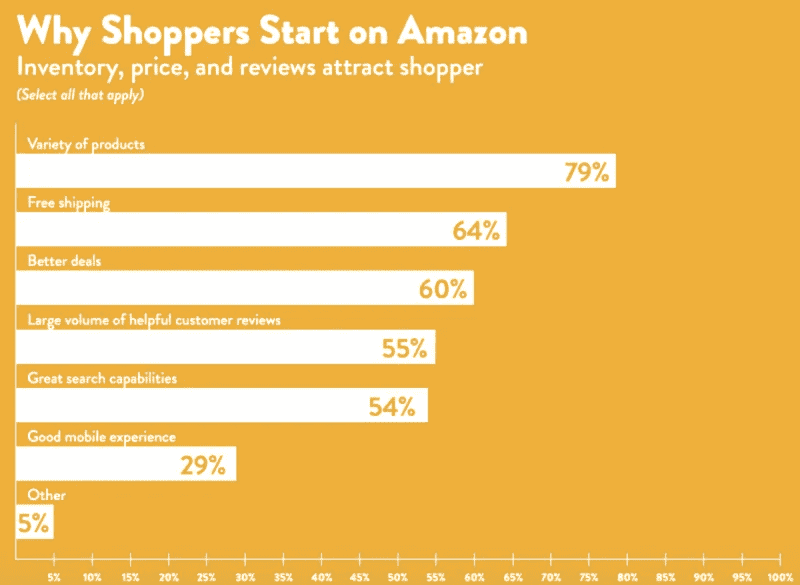 Why Shoppers Start on Amazon
Inventory, price, and reviews attract shopper
(Select all that apply)
Variety of products
79%
Free shipping
64%
Better deals
60%
Large volume of helpful customer reviews
55%
Great search capabilities
54%
Good mobile experience
29%
Other
5%
5% 10% 15% 20% 25% 30% 35% 40% 45% 50% 55% 60% 65% 70% 75% 80% 85% 90% 95% 100%